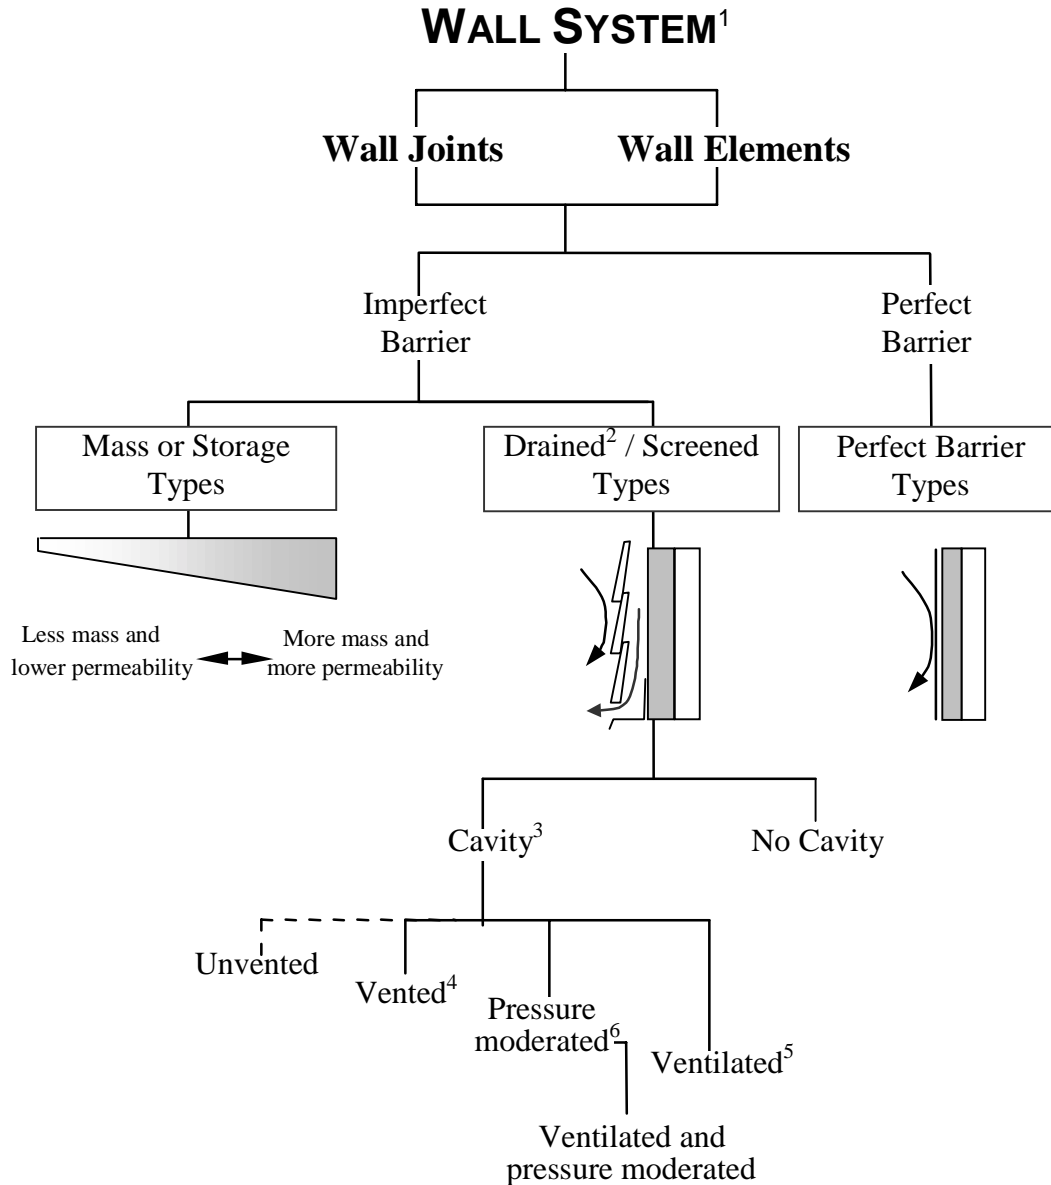 WALL SYSTEM1
Wall Joints
Wall Elements
Imperfect
Barrier
Perfect
Barrier
Mass or Storage
Types
Drained2 / Screened
Types
Perfect Barrier
Types
Less mass and
lower permeability
More mass and
more permeability
Cavity3
No Cavity
Unvented
Vented4
Pressure
moderated6
Ventilated5
Ventilated and
pressure moderated